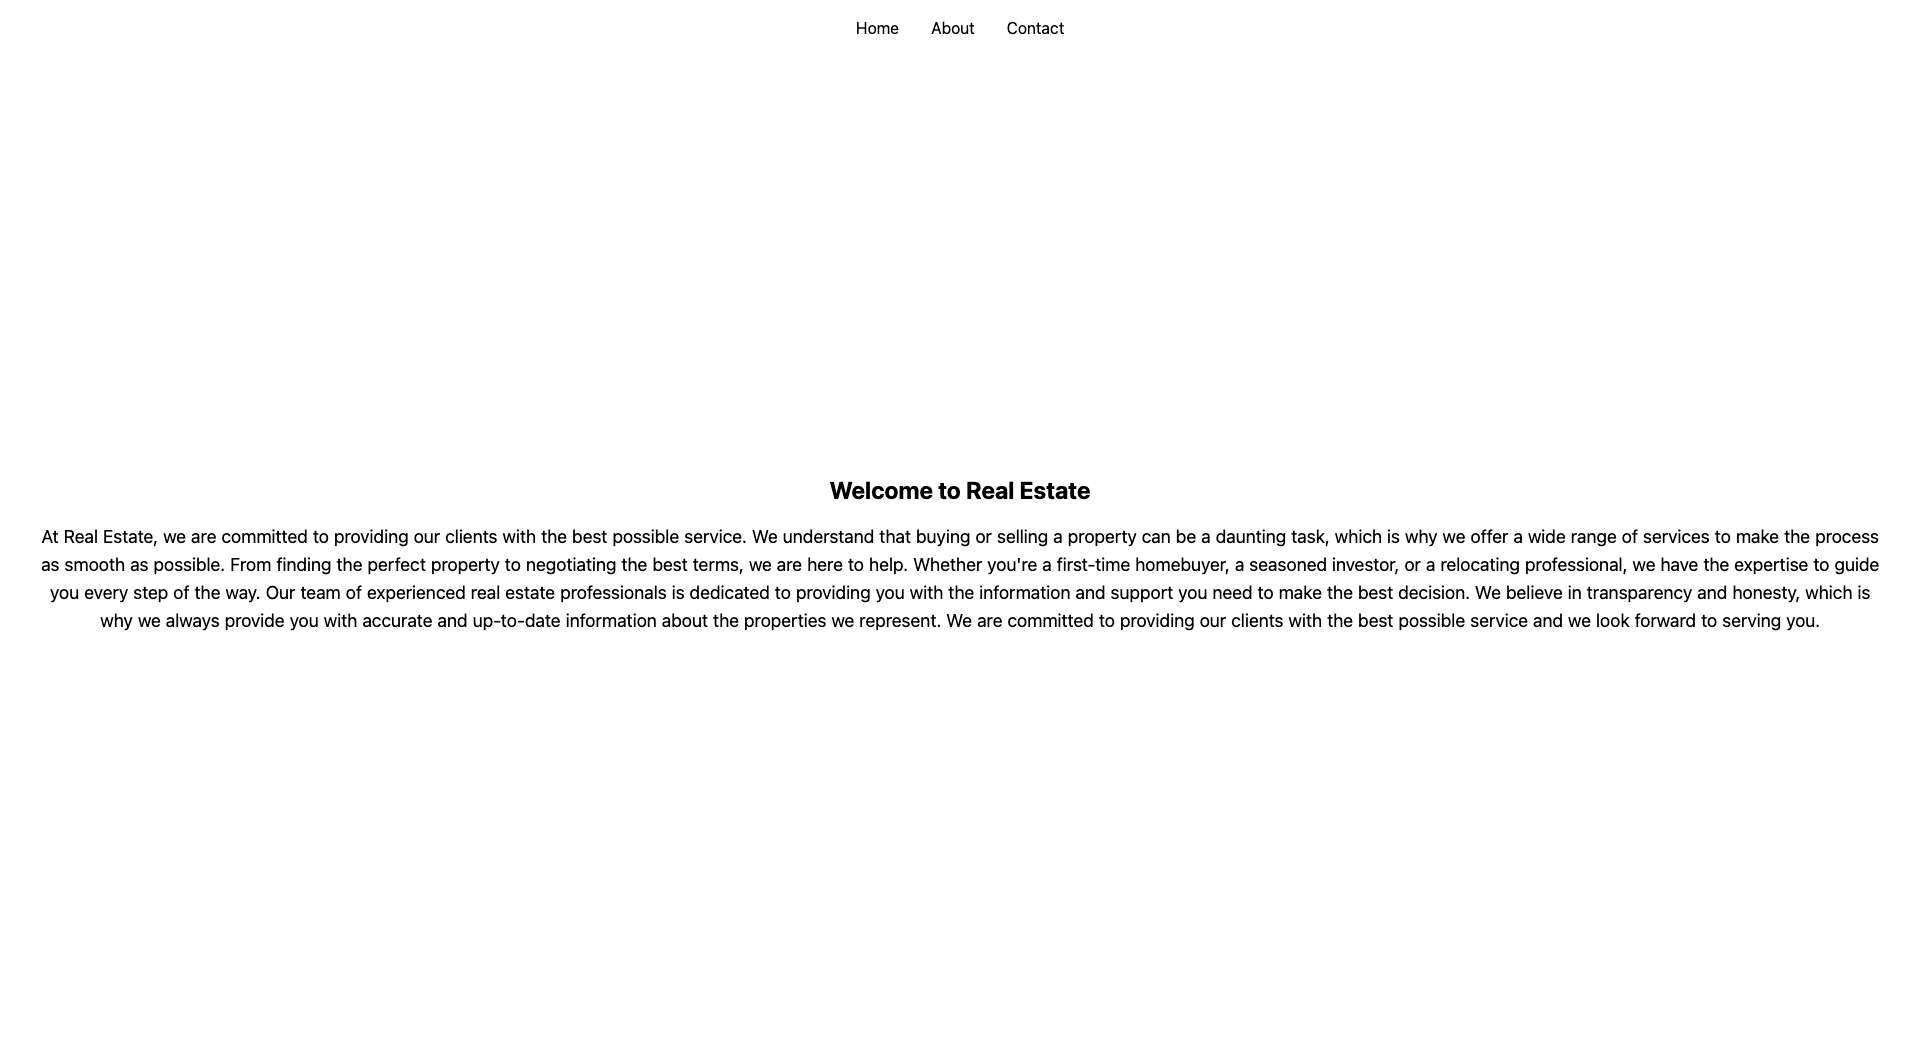 Home About Contact
Welcome to Real Estate
At Real Estate, we are committed to providing our clients with the best possible service. We understand that buying or selling a property can be a daunting task, which is why we offer a wide range of services to make the process
as smooth as possible. From finding the perfect property to negotiating the best terms, we are here to help. Whether you're a first-time homebuyer, a seasoned investor, or a relocating professional, we have the expertise to guide
you every step of the way. Our team of experienced real estate professionals is dedicated to providing you with the information and support you need to make the best decision. We believe in transparency and honesty, which is
why we always provide you with accurate and up-to-date information about the properties we represent. We are committed to providing our clients with the best possible service and we look forward to serving you.